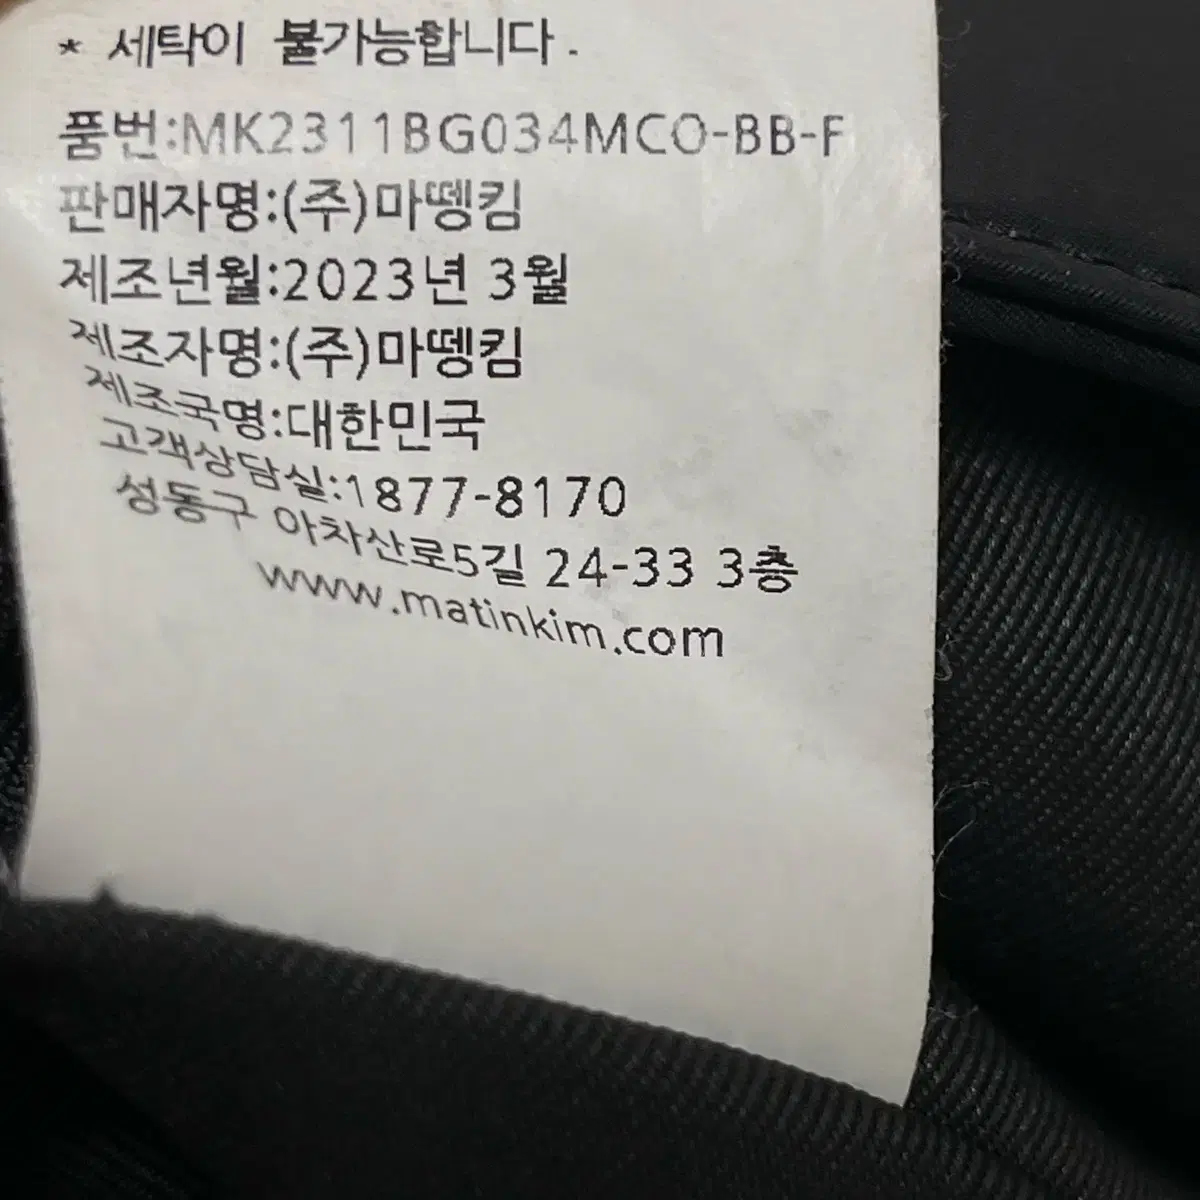 * 세탁이 불가능합니다.
품번:MK2311BG034MCO-BB-F
판매자명:(주)마뗑킴
제조년월:2023년 3월
제조자명:(주)마뗑킴
제조국명:대한민국
고객상담실:1877-8170
성동구 아차산로5길 24-33 3층
www.matinkim.com